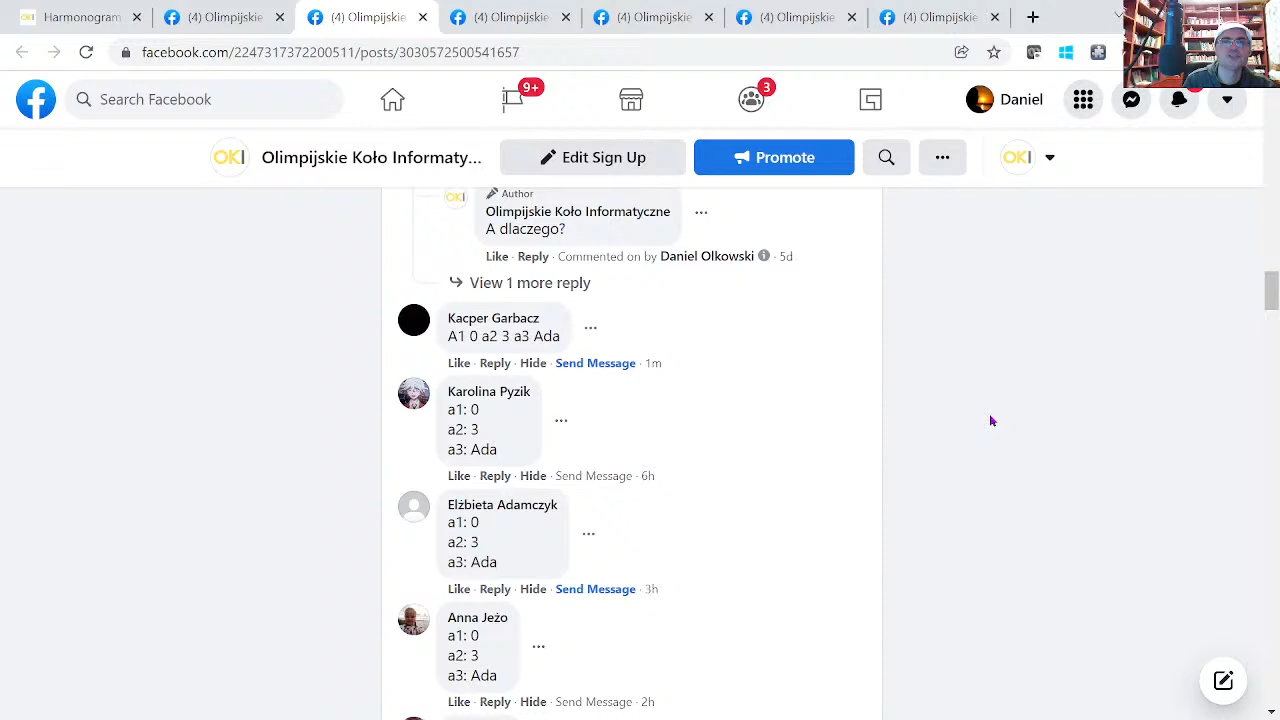 Harmonogram
(4) Olimpijskie
(4) Olimpijskie
(4) Olimpijskie
(4) Olimpijskie
(4) Olimpijskie
(4) Olimpijskie
facebook.com/2247317372200511/posts/3030572500541657
Search Facebook
9+
3
Daniel
OKI
Olimpijskie Koło Informaty...
Edit Sign Up
Promote
OKI
OKI
Author
Olimpijskie Koło Informatyczne
A dlaczego?
Like · Reply · Commented on by Daniel Olkowski · 5d
View 1 more reply
Kacper Garbacz
A1 0 a2 3 a3 Ada
Like · Reply · Hide · Send Message · 1m
Karolina Pyzik
a1: 0
a2: 3
a3: Ada
Like · Reply · Hide · Send Message · 6h
Elżbieta Adamczyk
a1: 0
a2: 3
a3: Ada
Like · Reply · Hide · Send Message · 3h
Anna Jeżo
a1: 0
a2: 3
a3: Ada
Like · Reply · Hide · Send Message · 2h